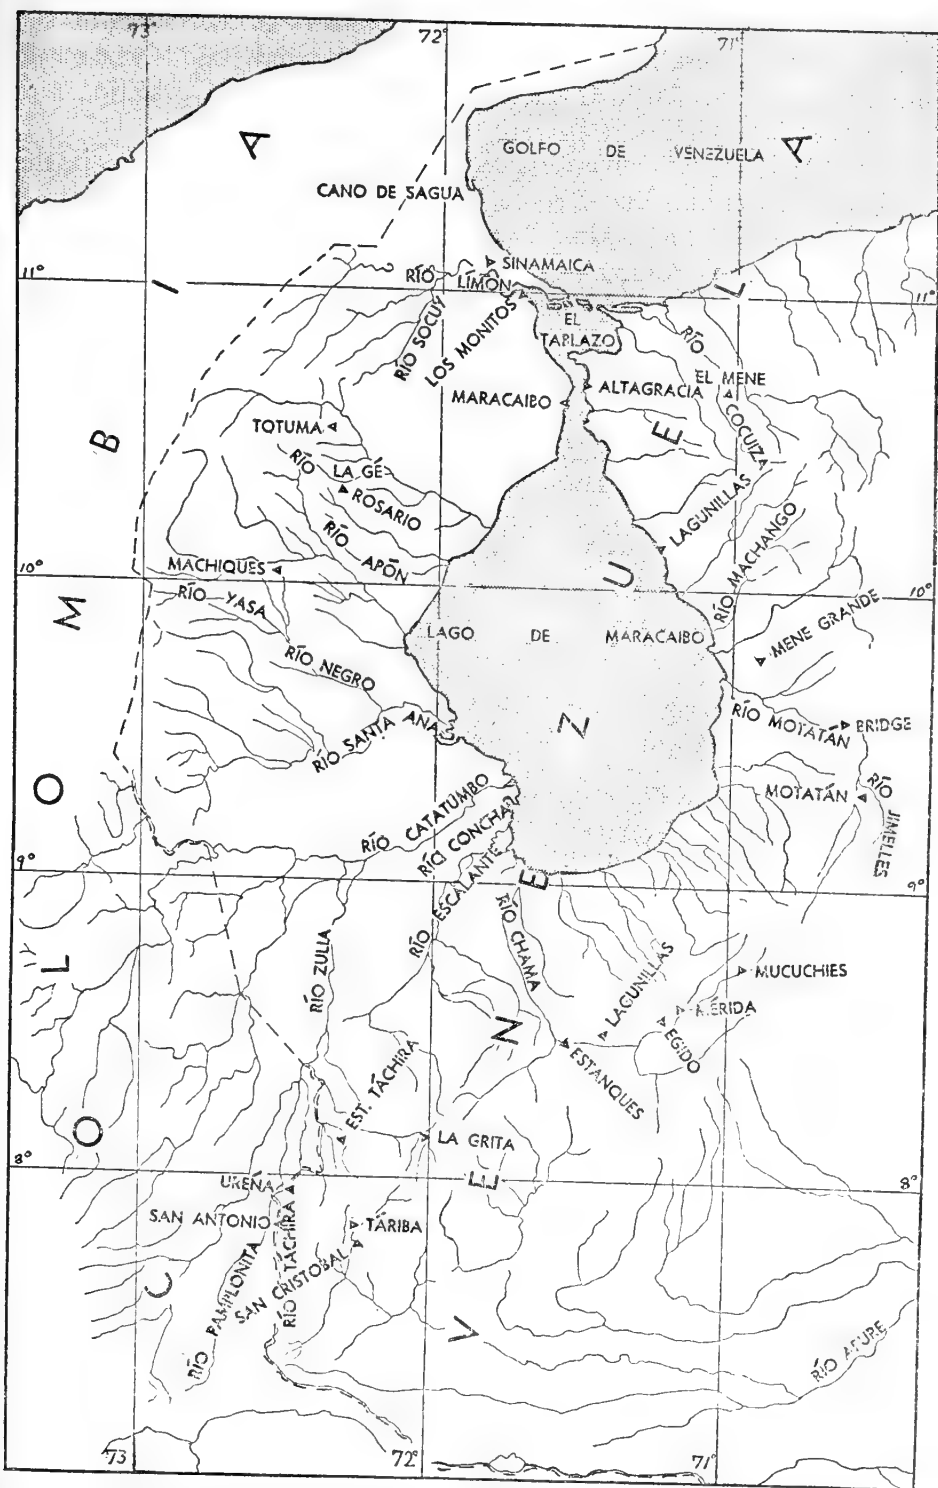 73°
72°
71°
A
GOLFO DE VENEZUELA
A
CANO DE SAGUA
SINAMAICA
11°
I
RÍO LÍMON
L
11°
RÍO SOCUY
LOS MONITOS
EL TABLAZO
RÍO COCUIZA
EL MENE
ALTAGRACIA
MARACAIBO
TOTUMA
B
E
RÍO LA GÉ
ROSARIO
LAGUNILLAS
RÍO APÓN
RÍO MACHANGO
MACHIQUES
10°
U
10°
RÍO YASA
M
LAGO DE MARACAIBO
MENE GRANDE
RÍO NEGRO
RÍO SANTA ANA
Z
RÍO MOTATÁN
BRIDGE
O
MOTATÁN
RÍO JIMELLES
RÍO CATATUMBO
RÍO CONCHA
RÍO ESCALANTE
9°
E
9°
RÍO CHAMA
L
RÍO ZULIA
LAGUNILLAS
MUCUCHIES
MÉRIDA
EGIDO
N
ESTANQUES
EST. TÁCHIRA
O
LA GRITA
8°
E
8°
UREÑA
SAN ANTONIO
TÁRIBA
SAN CRISTOBAL
RÍO TÁCHIRA
RÍO PAMPLONITA
C
V
RÍO APURE
73
72°
71°